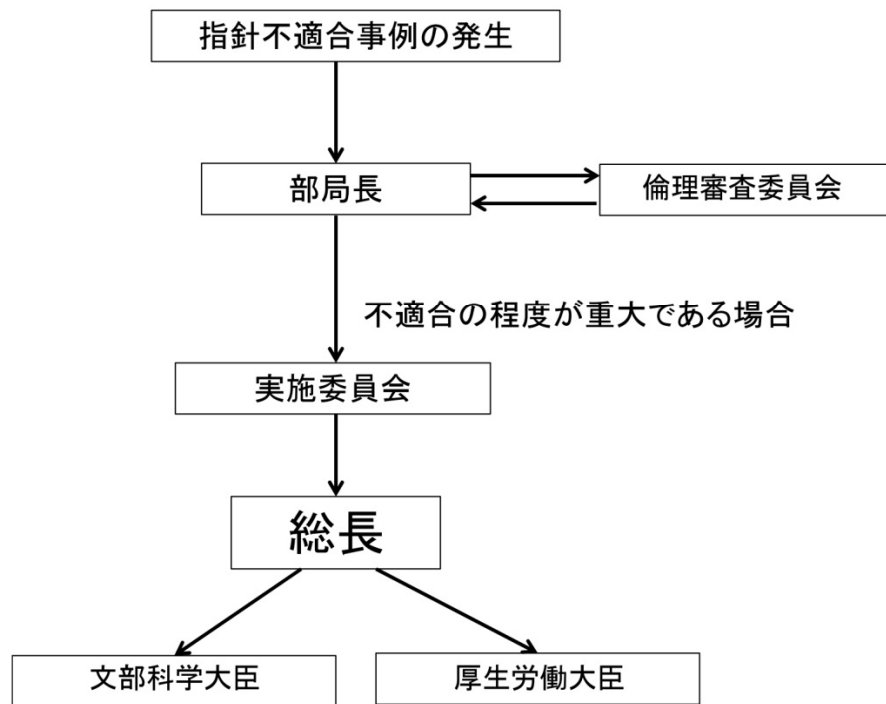 指針不適合事例の発生
部局長
倫理審査委員会
不適合の程度が重大である場合
実施委員会
総長
文部科学大臣
厚生労働大臣